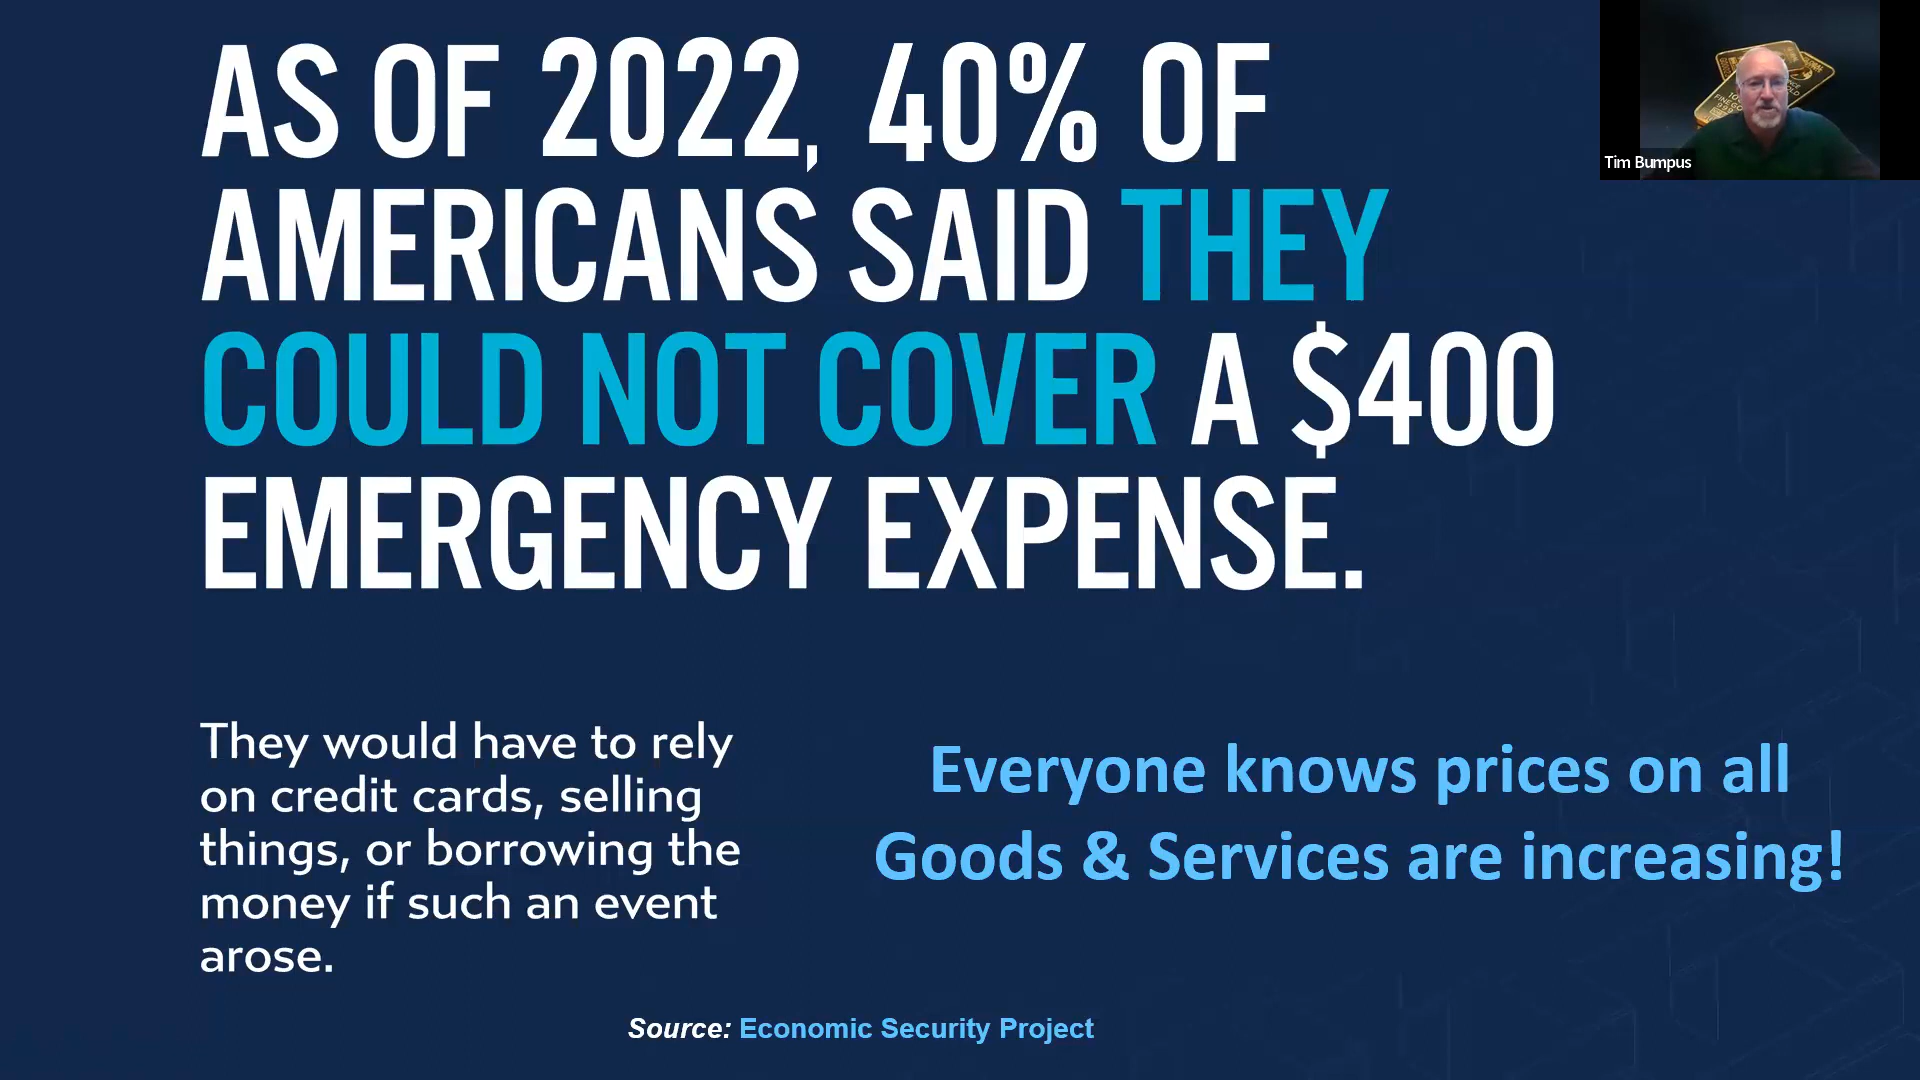 AS OF 2022, 40% OF
AMERICANS SAID THEY
COULD NOT COVER A $400
EMERGENCY EXPENSE.
Tim Bumpus
They would have to rely
on credit cards, selling
things, or borrowing the
money if such an event
arose.
Everyone knows prices on all
Goods & Services are increasing!
Source: Economic Security Project